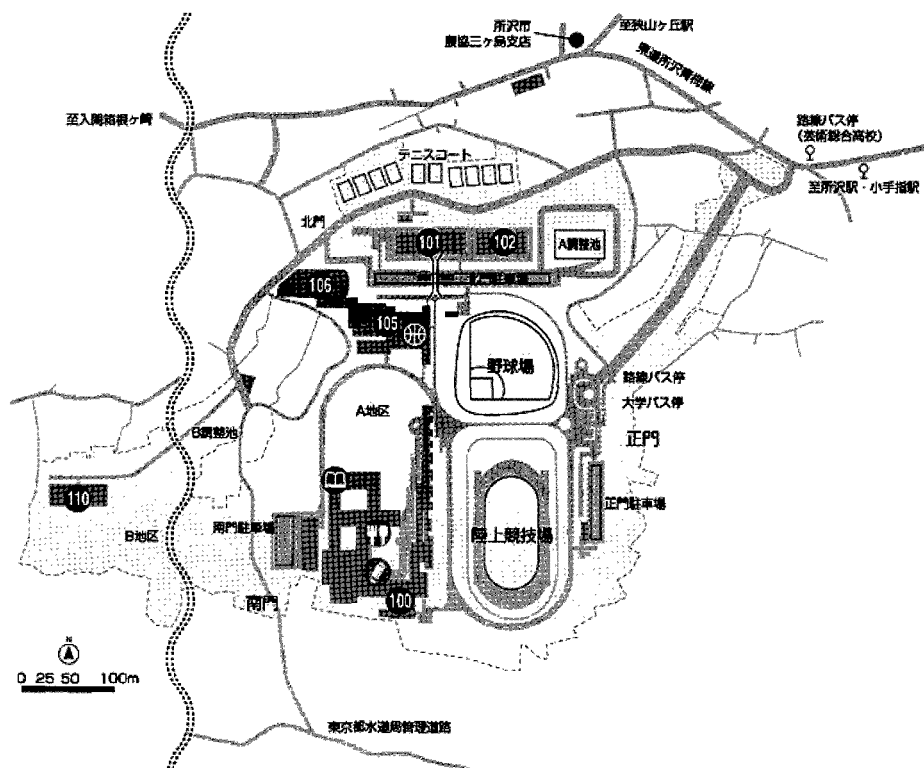 所沢市
農協三ヶ島支店
至狭山ヶ丘駅
県道所沢青梅線
至入間箱根ヶ崎
路線バス停
(芸術総合高校)
至所沢駅・小手指駅
テニスコート
北門
101
102
A調整池
106
105
野球場
路線バス停
大学バス停
正門
A地区
B調整池
110
B地区
南門駐車場
陸上競技場
正門駐車場
100
南門
N
0 25 50 100m
東京都水道局管理道路